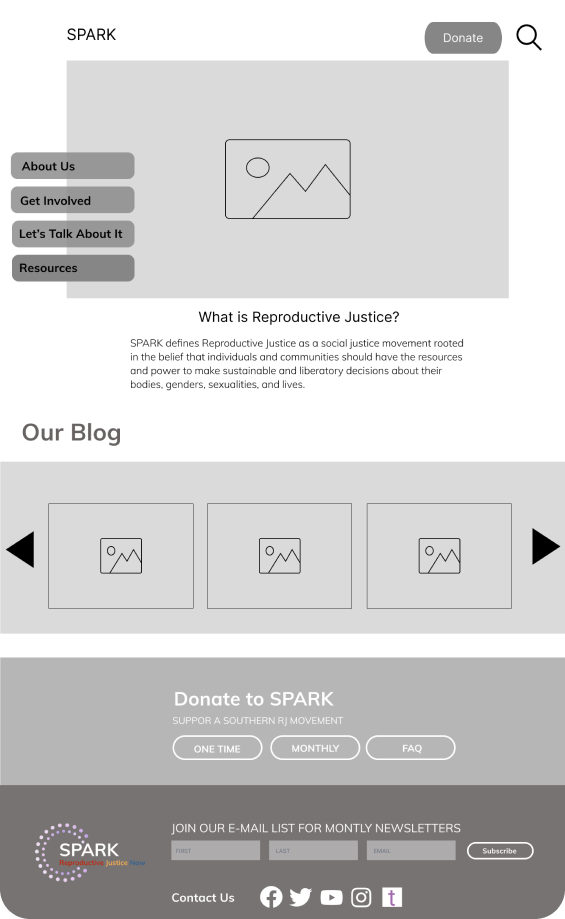 SPARK
Donate
About Us
Get Involved
Let's Talk About It
Resources
What is Reproductive Justice?
SPARK defines Reproductive Justice as a social justice movement rooted
in the belief that individuals and communities should have the resources
and power to make sustainable and liberatory decisions about their
bodies, genders, sexualities, and lives.
Our Blog
Donate to SPARK
SUPPOR A SOUTHERN RJ MOVEMENT
ONE TIME
MONTHLY
FAQ
JOIN OUR E-MAIL LIST FOR MONTLY NEWSLETTERS
FIRST
LAST
EMAIL
Subscribe
SPARK
Reproductive Justice Now
Contact Us
t